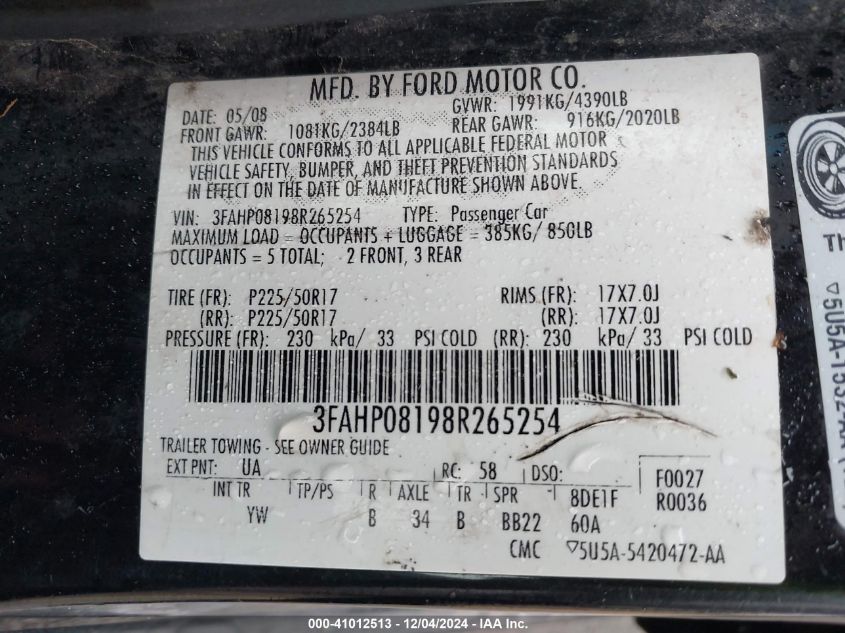 MFD. BY FORD MOTOR CO.
DATE: 05/08 GVWR: 1991KG/4390LB
FRONT GAWR: 1081KG/2384LB REAR GAWR: 916KG/2020LB
THIS VEHICLE CONFORMS TO ALL APPLICABLE FEDERAL MOTOR
VEHICLE SAFETY, BUMPER, AND THEFT PREVENTION STANDARDS
IN EFFECT ON THE DATE OF MANUFACTURE SHOWN ABOVE.
VIN: 3FAHP08198R265254 TYPE: Passenger Car
MAXIMUM LOAD = OCCUPANTS + LUGGAGE = 385KG/ 850LB
OCCUPANTS = 5 TOTAL; 2 FRONT, 3 REAR
TIRE (FR): P225/50R17 RIMS (FR): 17X7.0J
(RR): P225/50R17 (RR): 17X7.0J
PRESSURE (FR): 230 kPa/ 33 PSI COLD (RR): 230 kPa/ 33 PSI COLD
3FAHP08198R265254
TRAILER TOWING - SEE OWNER GUIDE
EXT PNT: UA RC: 58 DSO: F0027
INT TR TP/PS R AXLE TR SPR 8DE1F R0036
YW B 34 B BB22 60A
CMC 5U5A-5420472-AA
Th
000-41012513 - 12/04/2024 - IAA Inc.